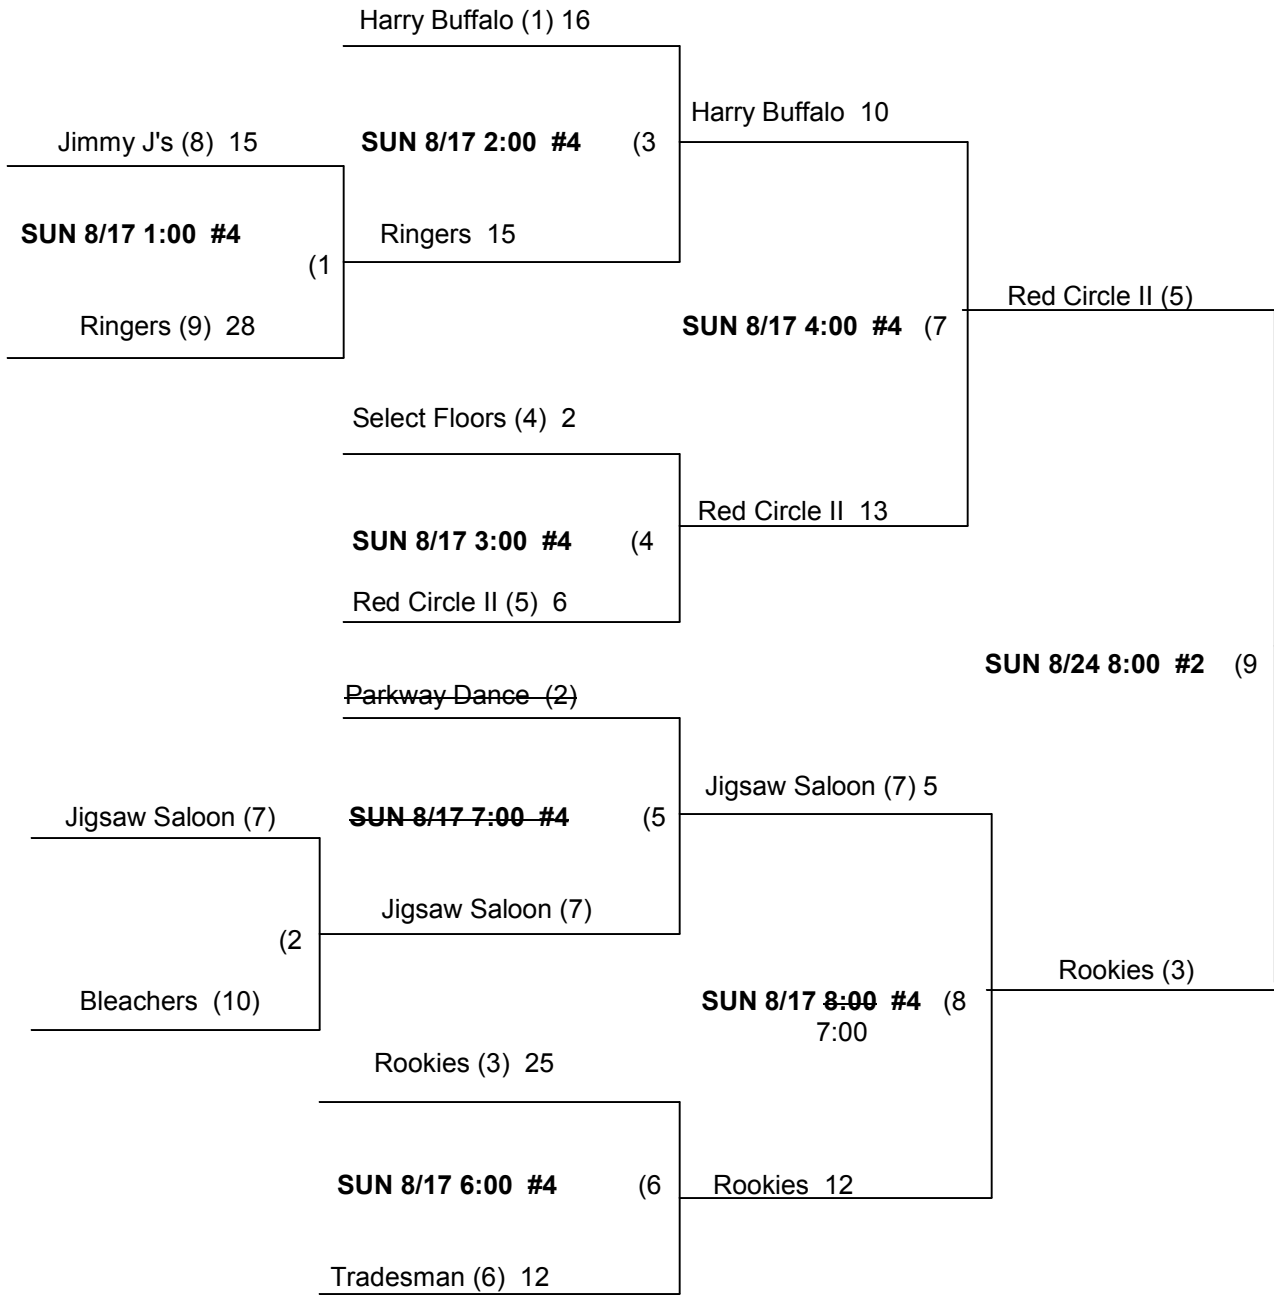 Harry Buffalo (1) 16
Harry Buffalo  10
Jimmy J's (8)  15
SUN 8/17 2:00  #4
(3
SUN 8/17 1:00  #4
Ringers  15
(1
Red Circle II (5)
Ringers (9)  28
SUN 8/17 4:00  #4
(7
Select Floors (4)  2
Red Circle II  13
SUN 8/17 3:00  #4
(4
Red Circle II (5)  6
SUN 8/24 8:00  #2
(9
Parkway Dance  (2)
Jigsaw Saloon (7) 5
Jigsaw Saloon (7)
SUN 8/17 7:00  #4
(5
Jigsaw Saloon (7)
(2
Rookies (3)
Bleachers  (10)
SUN 8/17 8:00  #4
(8
7:00
Rookies (3)  25
SUN 8/17 6:00  #4
(6
Rookies  12
Tradesman (6)  12